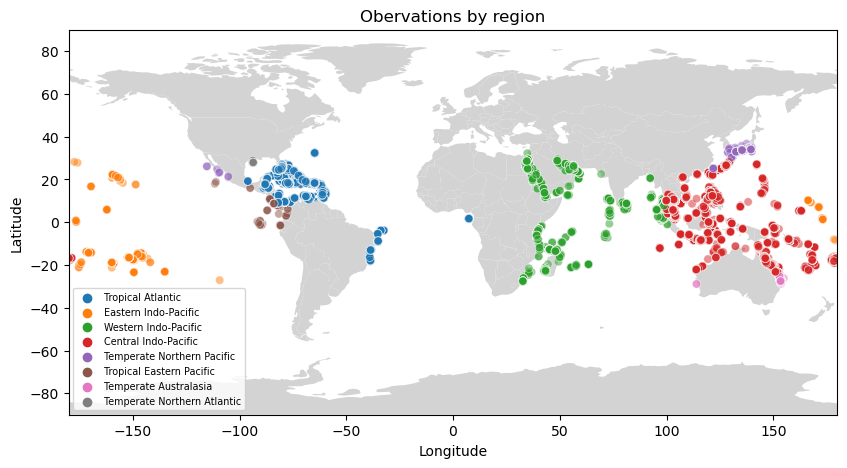 Obervations by region
80
60
40
20
0
−20
−40
−60
−80
Latitude
Tropical Atlantic
Eastern Indo-Pacific
Western Indo-Pacific
Central Indo-Pacific
Temperate Northern Pacific
Tropical Eastern Pacific
Temperate Australasia
Temperate Northern Atlantic
−150 −100 −50 0 50 100 150
Longitude